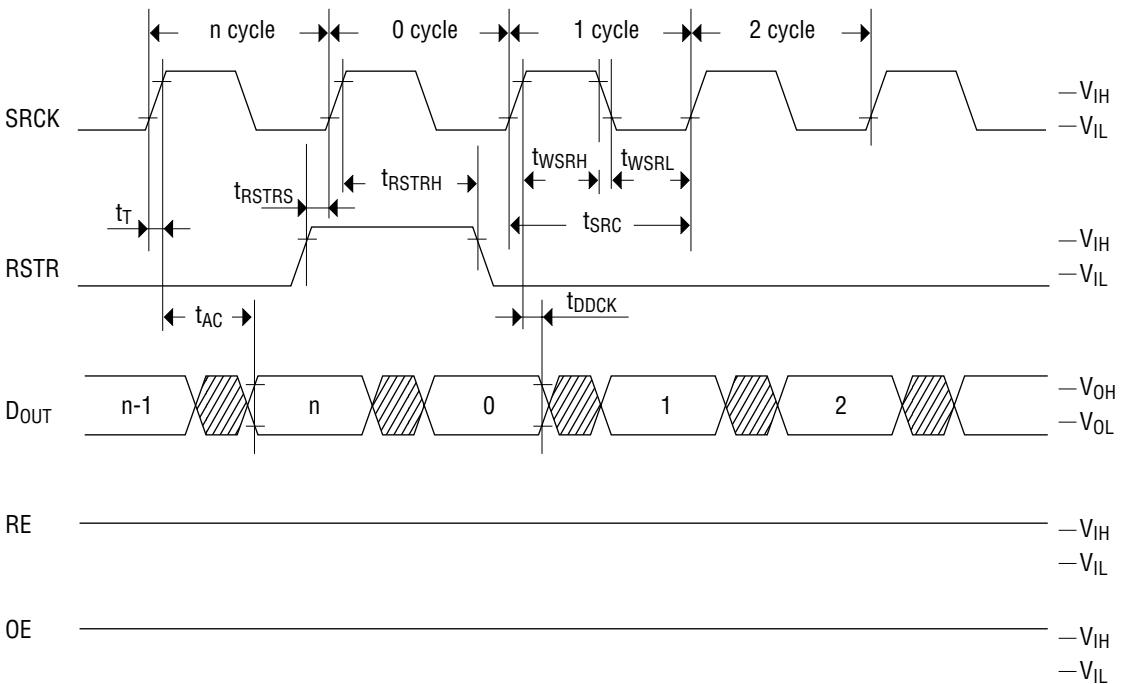 n cycle 0 cycle 1 cycle 2 cycle
SRCK
VIH
VIL
tWSRH tWSRL
tRSTRS tRSTRH
tT
tSRC
RSTR
VIH
VIL
tAC tDDCK
DOUT
n-1 n 0 1 2
VOH
VOL
RE
VIH
VIL
OE
VIH
VIL